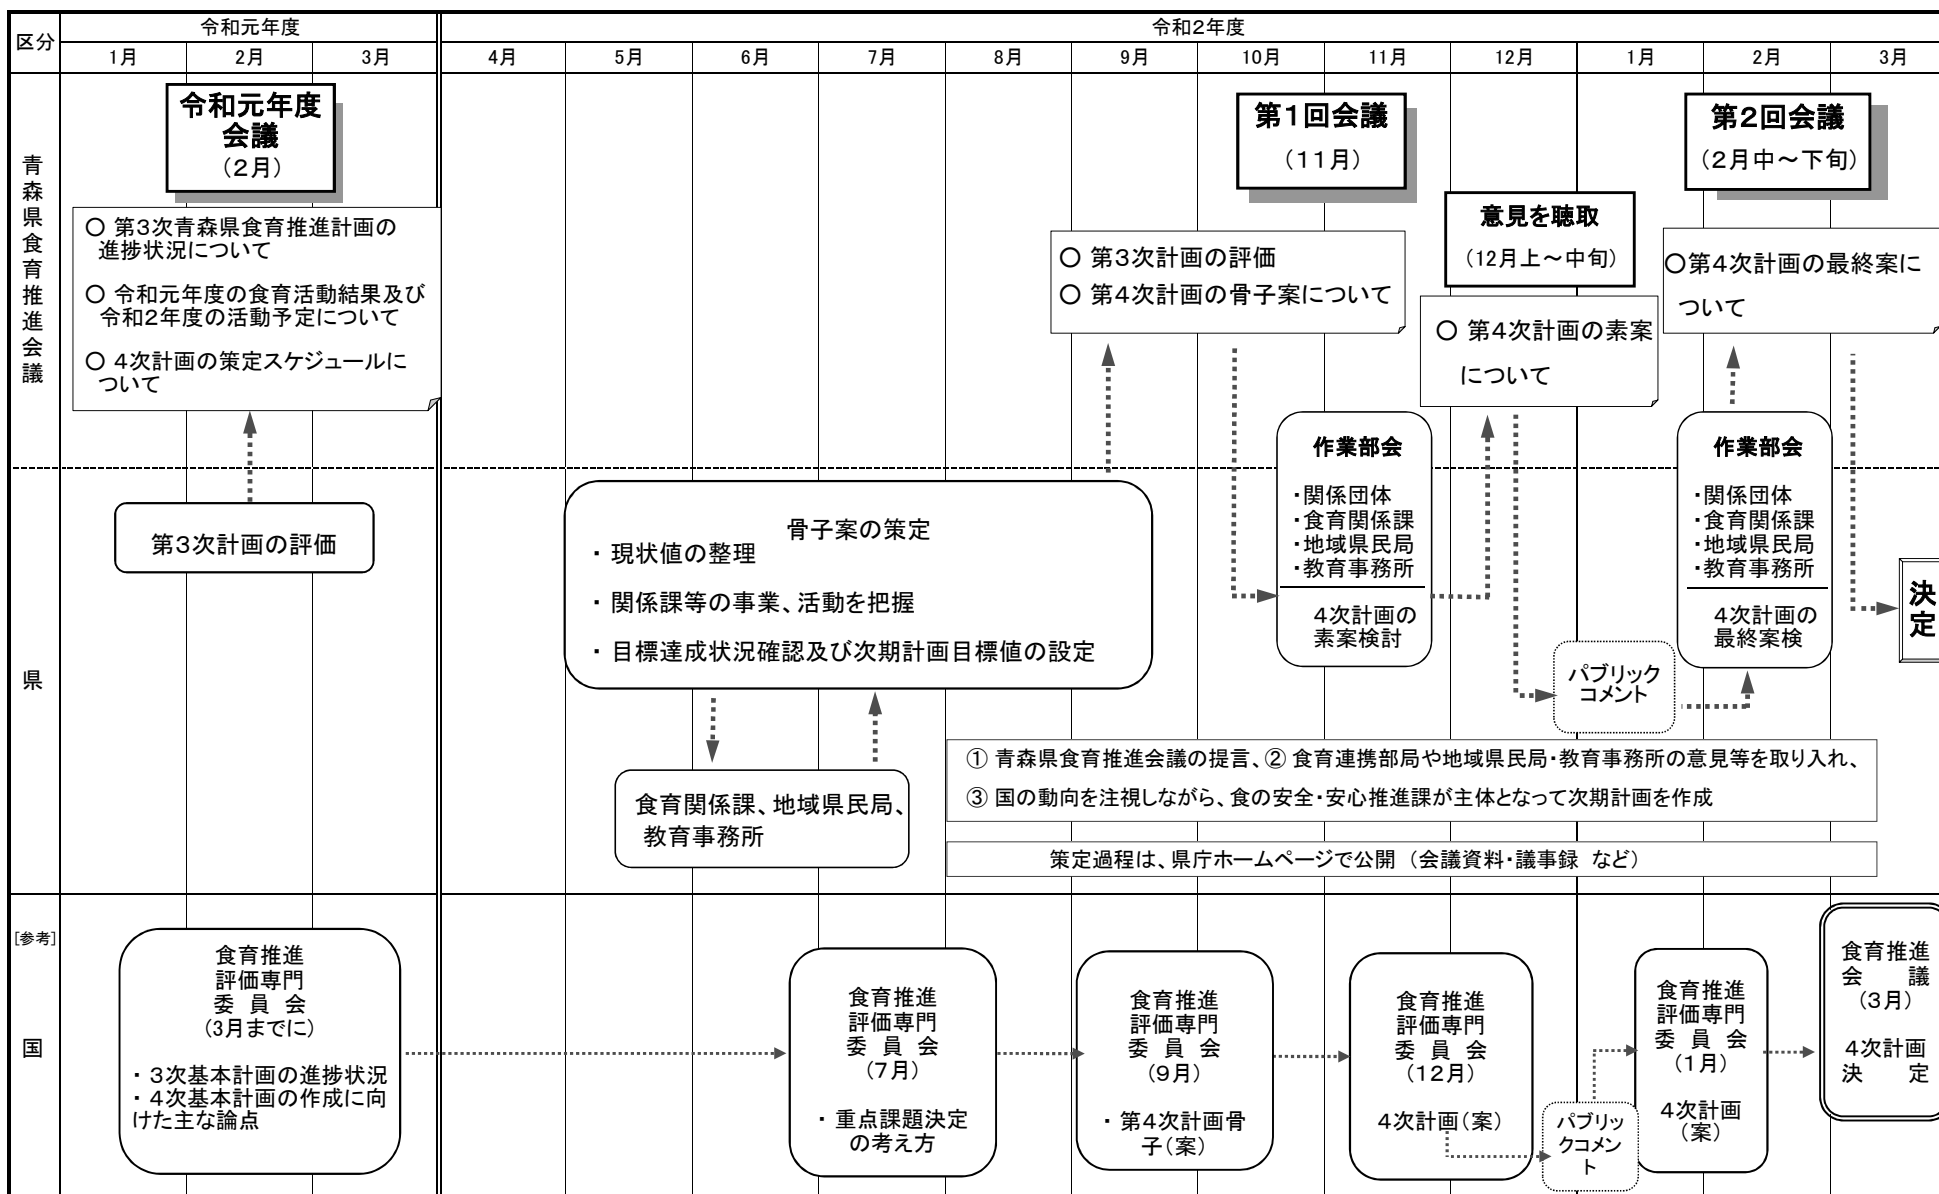 区分
令和元年度
令和2年度
1月
2月
3月
4月
5月
6月
7月
8月
9月
10月
11月
12月
1月
2月
3月
青森県食育推進会議
令和元年度
会議
（2月）
○ 第3次青森県食育推進計画の
進捗状況について
○ 令和元年度の食育活動結果及び
令和2年度の活動予定について
○ 4次計画の策定スケジュールに
ついて
第1回会議
（11月）
○ 第3次計画の評価
○ 第4次計画の骨子案について
意見を聴取
（12月上～中旬）
○ 第4次計画の素案
について
第2回会議
（2月中～下旬）
○第4次計画の最終案に
ついて
県
第3次計画の評価
骨子案の策定
・ 現状値の整理
・ 関係課等の事業、活動を把握
・ 目標達成状況確認及び次期計画目標値の設定
食育関係課、地域県民局、
教育事務所
作業部会
・関係団体
・食育関係課
・地域県民局
・教育事務所
4次計画の
素案検討
パブリック
コメント
作業部会
・関係団体
・食育関係課
・地域県民局
・教育事務所
4次計画の
最終案検
決定
① 青森県食育推進会議の提言、② 食育連携部局や地域県民局・教育事務所の意見等を取り入れ、
③ 国の動向を注視しながら、食の安全・安心推進課が主体となって次期計画を作成
策定過程は、県庁ホームページで公開 （会議資料・議事録 など）
[参考]
国
食育推進
評価専門
委 員 会
（3月までに）
・ 3次基本計画の進捗状況
・ 4次基本計画の作成に向
けた主な論点
食育推進
評価専門
委 員 会
（7月）
・ 重点課題決定
の考え方
食育推進
評価専門
委 員 会
（9月）
・ 第4次計画骨
子（案）
食育推進
評価専門
委 員 会
（12月）
4次計画（案）
パブリッ
クコメン
ト
食育推進
評価専門
委 員 会
（1月）
4次計画
（案）
食育推進
会 議
（3月）
4次計画
決 定